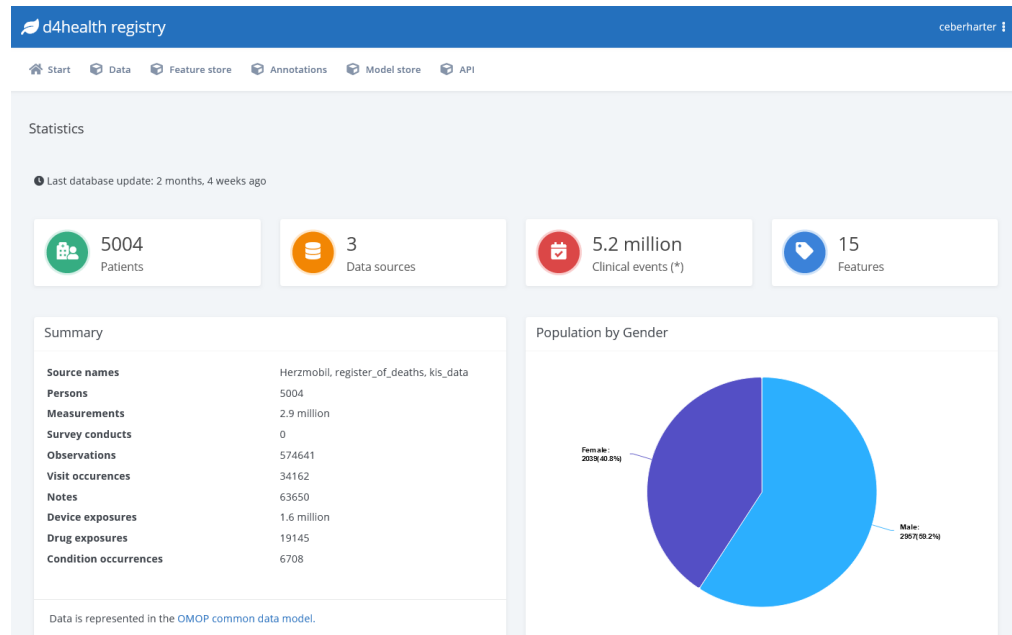 d4health registry
ceberharter
Start Data Feature store Annotations Model store API
Statistics
Last database update: 2 months, 4 weeks ago
5004
Patients
3
Data sources
5.2 million
Clinical events (*)
15
Features
Summary
Source names Herzmobil, register_of_deaths, kis_data
Persons 5004
Measurements 2.9 million
Survey conducts 0
Observations 574641
Visit occurences 34162
Notes 63650
Device exposures 1.6 million
Drug exposures 19145
Condition occurrences 6708
Data is represented in the OMOP common data model.
Population by Gender
Female:
2039(40.8%)
Male:
2957(59.2%)